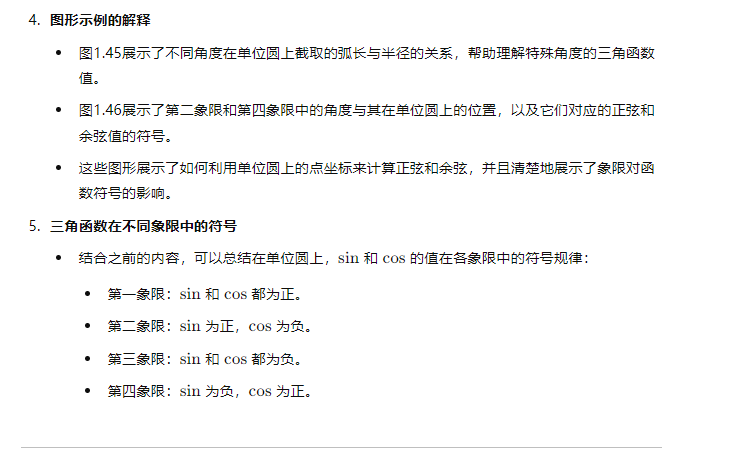 4. 图形示例的解释
• 图1.45展示了不同角度在单位圆上截取的弧长与半径的关系，帮助理解特殊角度的三角函数
值。
• 图1.46展示了第二象限和第四象限中的角度与其在单位圆上的位置，以及它们对应的正弦和
余弦值的符号。
• 这些图形展示了如何利用单位圆上的点坐标来计算正弦和余弦，并且清楚地展示了象限对函
数符号的影响。
5. 三角函数在不同象限中的符号
• 结合之前的内容，可以总结在单位圆上，sin 和 cos 的值在各象限中的符号规律：
• 第一象限：sin 和 cos 都为正。
• 第二象限：sin 为正，cos 为负。
• 第三象限：sin 和 cos 都为负。
• 第四象限：sin 为负，cos 为正。